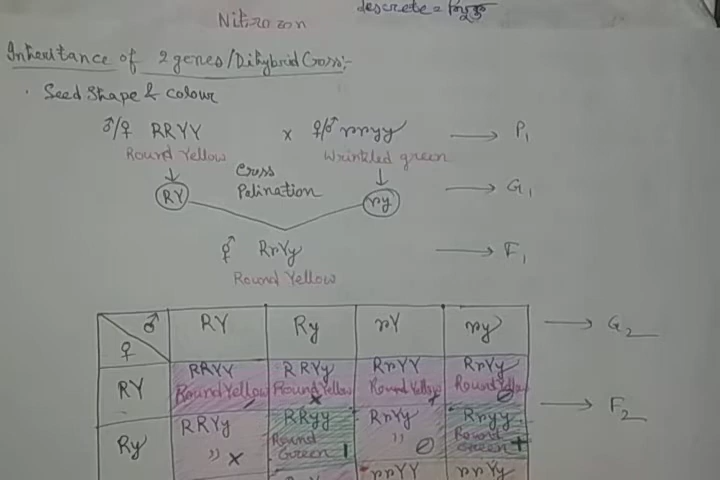 descrete =
Inheritance of 2 genes/Dihybrid Cross:-
· Seed Shape & colour
♂/♀ RRYY × ♀/♂ rryy → P1
Round Yellow Wrinkled green
RY Cross Palination ry → G1
⚥ RrYy → F1
Round Yellow
♂ RY Ry rY ry → G2
♀
RY RRYY RRYy RrYY RrYy → F2
Round Yellow Round Yellow Round Yellow Round Yellow
Ry RRYy RRyy RrYy Rryy
" x Round Green " Round Green +
rrYY rrYy